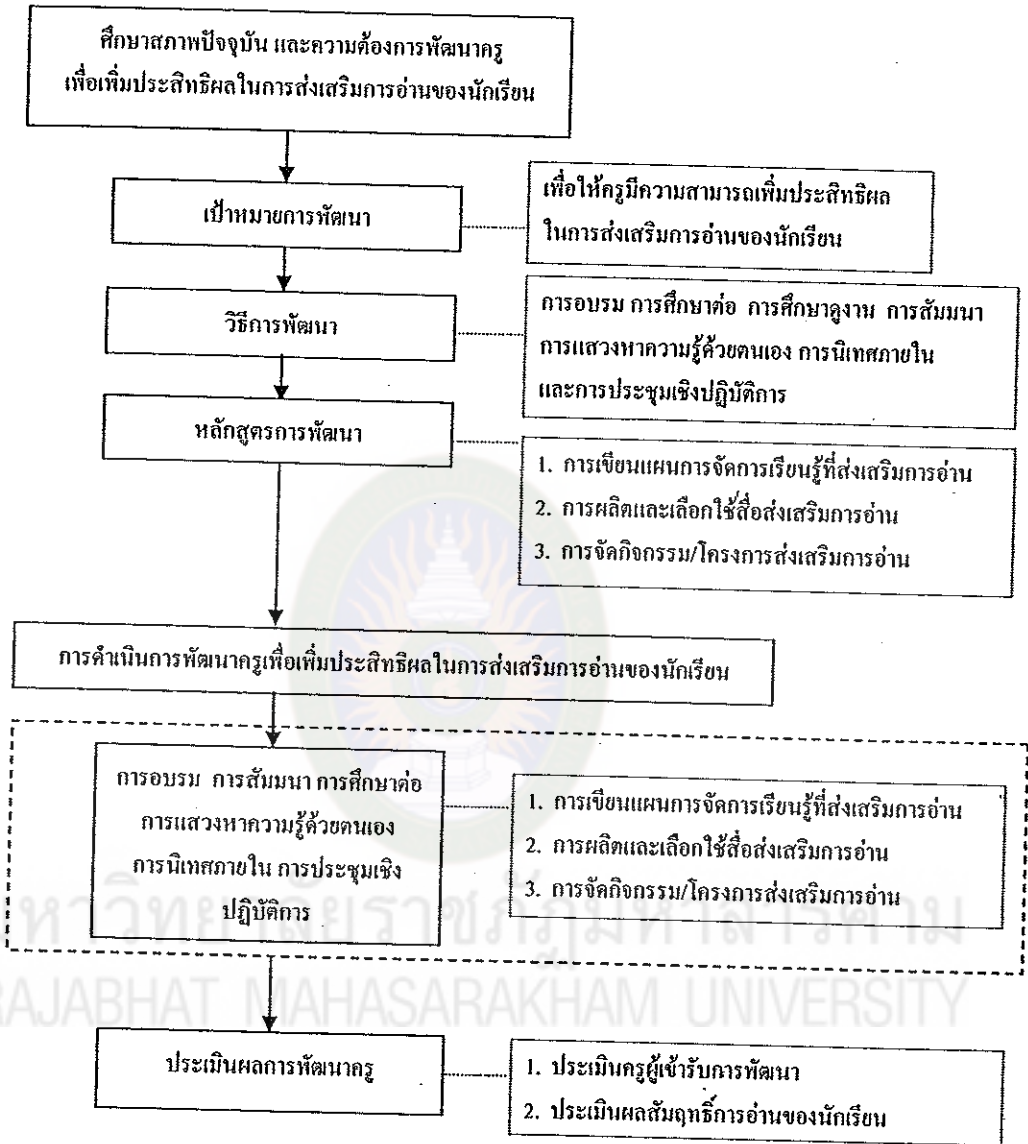 ศึกษาสภาพปัจจุบัน และความต้องการพัฒนาครู
เพื่อเพิ่มประสิทธิผลในการส่งเสริมการอ่านของนักเรียน
เป้าหมายการพัฒนา
เพื่อให้ครูมีความสามารถเพิ่มประสิทธิผล
ในการส่งเสริมการอ่านของนักเรียน
วิธีการพัฒนา
การอบรม การศึกษาต่อ การศึกษาดูงาน การสัมมนา
การแสวงหาความรู้ด้วยตนเอง การนิเทศภายใน
และการประชุมเชิงปฏิบัติการ
หลักสูตรการพัฒนา
1. การเขียนแผนการจัดการเรียนรู้ที่ส่งเสริมการอ่าน
2. การผลิตและเลือกใช้สื่อส่งเสริมการอ่าน
3. การจัดกิจกรรม/โครงการส่งเสริมการอ่าน
การดำเนินการพัฒนาครูเพื่อเพิ่มประสิทธิผลในการส่งเสริมการอ่านของนักเรียน
การอบรม การสัมมนา การศึกษาต่อ
การแสวงหาความรู้ด้วยตนเอง
การนิเทศภายใน การประชุมเชิง
ปฏิบัติการ
1. การเขียนแผนการจัดการเรียนรู้ที่ส่งเสริมการอ่าน
2. การผลิตและเลือกใช้สื่อส่งเสริมการอ่าน
3. การจัดกิจกรรม/โครงการส่งเสริมการอ่าน
หาวิทยาลัยราชภัฏมหาสารคาม
RAJABHAT MAHASARAKHAM UNIVERSITY
ประเมินผลการพัฒนาครู
1. ประเมินครูผู้เข้ารับการพัฒนา
2. ประเมินผลสัมฤทธิ์การอ่านของนักเรียน